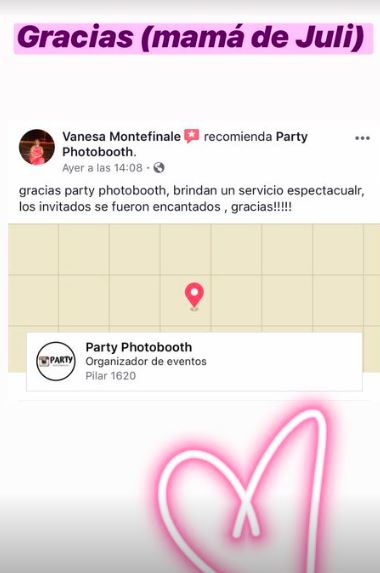 Gracias (mamá de Juli)
Vanesa Montefinale recomienda Party
Photobooth.
Ayer a las 14:08 ·
gracias party photobooth, brindan un servicio espectacualr,
los invitados se fueron encantados , gracias!!!!!
PARTY
Party Photobooth
Organizador de eventos
Pilar 1620